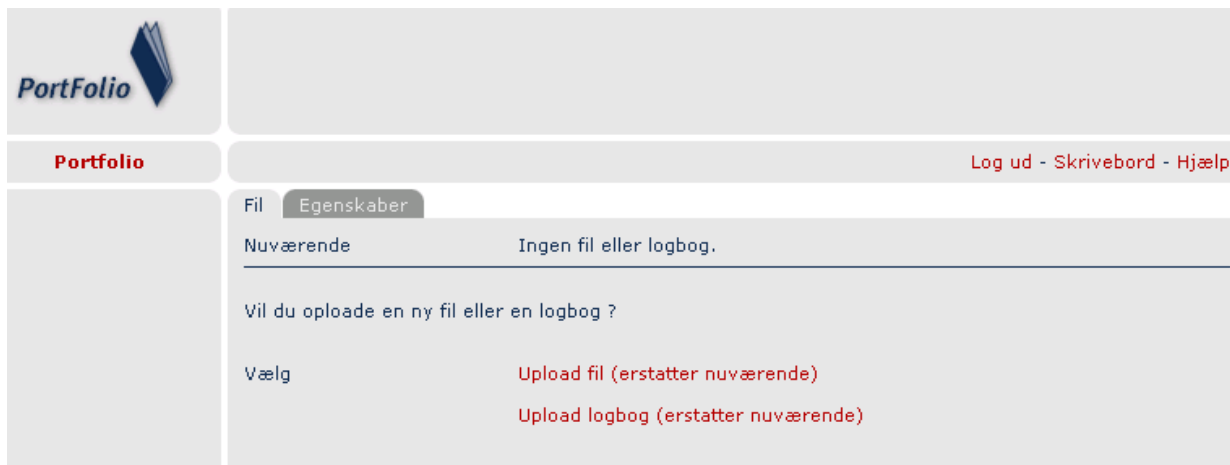 PortFolio
Portfolio
Log ud - Skrivebord - Hjælp
Fil Egenskaber
Nuværende Ingen fil eller logbog.
Vil du oploade en ny fil eller en logbog ?
Vælg Upload fil (erstatter nuværende)
Upload logbog (erstatter nuværende)